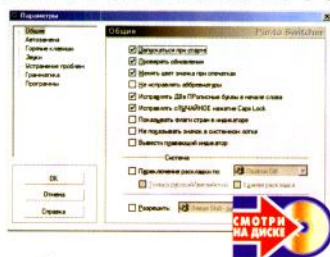 Параметры
Общие
Автозамена
Горячие клавиши
Звуки
Устранение проблем
Грамматика
Программы
OK
Отмена
Справка
Общие
Punto Switcher
Запускаться при старте
Проверять обновления
Менять цвет значка при опечатках
Не исправлять аббревиатуры
Исправлять ДВе ПРописные буквы в начале слова
Исправлять сЛУЧАЙНОЕ нажатие Caps Lock
Показывать флаги стран в индикаторе
Не показывать значок в системном лотке
Вывести плавающий индикатор
Система
Переключение раскладки по:
Разрешить:
СМОТРИ
НА ДИСКЕ